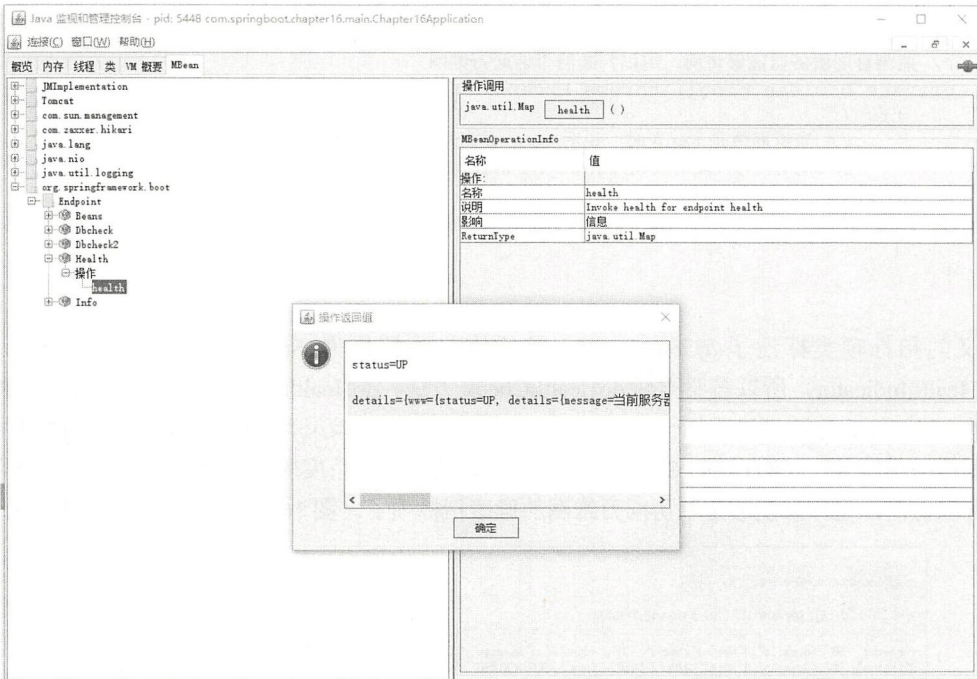 Java 监视和管理控制台 - pid: 5448 com.springboot.chapter16.main.Chapter16Application
连接(C) 窗口(W) 帮助(H)
概览 内存 线程 类 VM 概要 MBean
JMImplementation
Tomcat
com.sun.management
com.zaxxer.hikari
java.lang
java.nio
java.util.logging
org.springframework.boot
Endpoint
Beans
Dbcheck
Dbcheck2
Health
操作
health
Info
操作调用
java.util.Map health ( )
MBeanOperationInfo
名称 值
操作:
名称 health
说明 Invoke health for endpoint health
影响 信息
ReturnType java.util.Map
操作返回值
status=UP
details={www={status=UP, details={message=当前服务器
确定